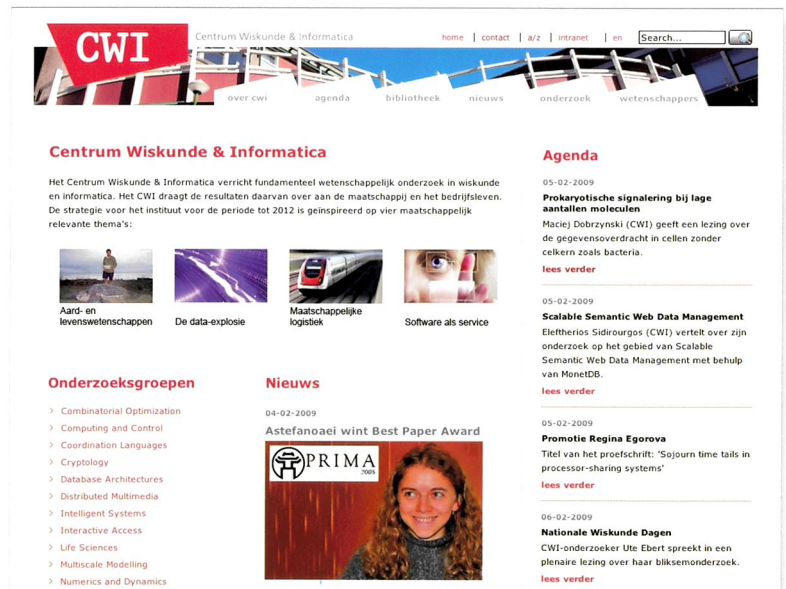 CWI
Centrum Wiskunde & Informatica
home | contact | a/z | intranet | en
Search...
over cwi agenda bibliotheek nieuws onderzoek wetenschappers
Centrum Wiskunde & Informatica
Het Centrum Wiskunde & Informatica verricht fundamenteel wetenschappelijk onderzoek in wiskunde
en informatica. Het CWI draagt de resultaten daarvan over aan de maatschappij en het bedrijfsleven.
De strategie voor het instituut voor de periode tot 2012 is geïnspireerd op vier maatschappelijk
relevante thema's:
Aard- en
levenswetenschappen
De data-explosie
Maatschappelijke
logistiek
Software als service
Onderzoeksgroepen
> Combinatorial Optimization
> Computing and Control
> Coordination Languages
> Cryptology
> Database Architectures
> Distributed Multimedia
> Intelligent Systems
> Interactive Access
> Life Sciences
> Multiscale Modelling
> Numerics and Dynamics
Nieuws
04-02-2009
Astefanoaei wint Best Paper Award
PRIMA
2005
Agenda
05-02-2009
Prokaryotische signalering bij lage
aantallen moleculen
Maciej Dobrzynski (CWI) geeft een lezing over
de gegevensoverdracht in cellen zonder
celkern zoals bacteria.
lees verder
05-02-2009
Scalable Semantic Web Data Management
Eleftherios Sidirourgos (CWI) vertelt over zijn
onderzoek op het gebied van Scalable
Semantic Web Data Management met behulp
van MonetDB.
lees verder
05-02-2009
Promotie Regina Egorova
Titel van het proefschrift: 'Sojourn time tails in
processor-sharing systems'
lees verder
06-02-2009
Nationale Wiskunde Dagen
CWI-onderzoeker Ute Ebert spreekt in een
plenaire lezing over haar bliksemonderzoek.
lees verder